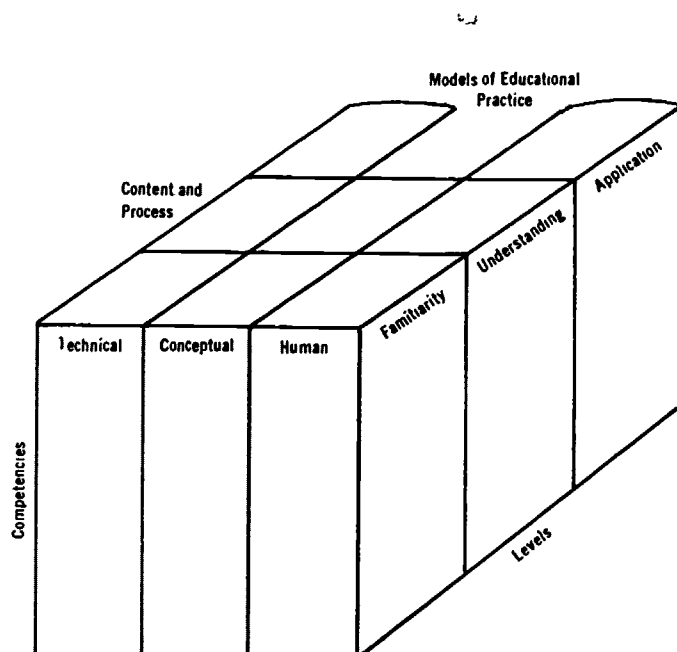 Models of Educational
Practice
Content and
Process
Application
Understanding
Familiarity
Technical
Conceptual
Human
Competencies
Levels